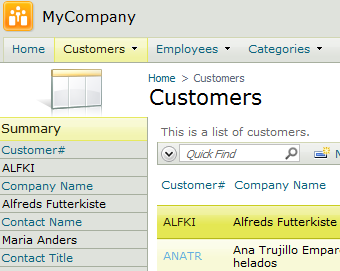 MyCompany
Home Customers Employees Categories
Home > Customers
Customers
Summary
Customer#
ALFKI
Company Name
Alfreds Futterkiste
Contact Name
Maria Anders
Contact Title
This is a list of customers.
Quick Find
Customer# Company Name
ALFKI Alfreds Futterkiste
ANATR Ana Trujillo Empar
helados